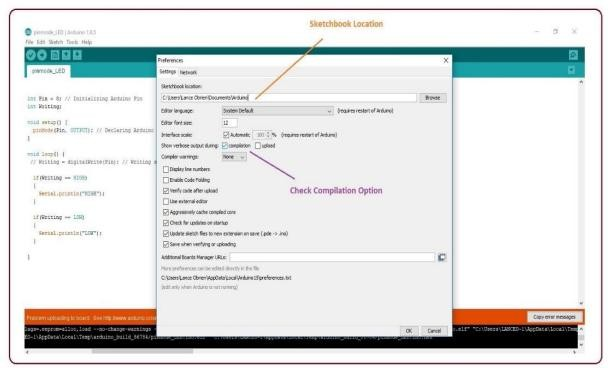 Sketchbook Location
pinmode_LED | Arduino 1.8.5
File Edit Sketch Tools Help
pinmode_LED
int Pin = 8; // Initializing Arduino Pin
int Writing;
void setup() {
pinMode(Pin, OUTPUT); // Declaring Arduino
}
void loop() {
// Writing = digitalWrite(Pin); // Writing
if(Writing == HIGH)
{
Serial.println("HIGH");
}
if(Writing == LOW)
{
Serial.println("LOW");
}
}
Preferences
Settings Network
Sketchbook location:
C:\Users\Lance Obrien\Documents\Arduino
Browse
Editor language: System Default (requires restart of Arduino)
Editor font size: 12
Interface scale: Automatic 100 % (requires restart of Arduino)
Show verbose output during: compilation upload
Compiler warnings: None
Display line numbers
Enable Code Folding
Verify code after upload
Use external editor
Aggressively cache compiled core
Check for updates on startup
Update sketch files to new extension on save (.pde -> .ino)
Save when verifying or uploading
Check Compilation Option
Additional Boards Manager URLs:
More preferences can be edited directly in the file
C:\Users\Lance Obrien\AppData\Local\Arduino15\preferences.txt
(edit only when Arduino is not running)
OK Cancel
Problem uploading to board. See http://www.arduino.cc/en
Copy error messages